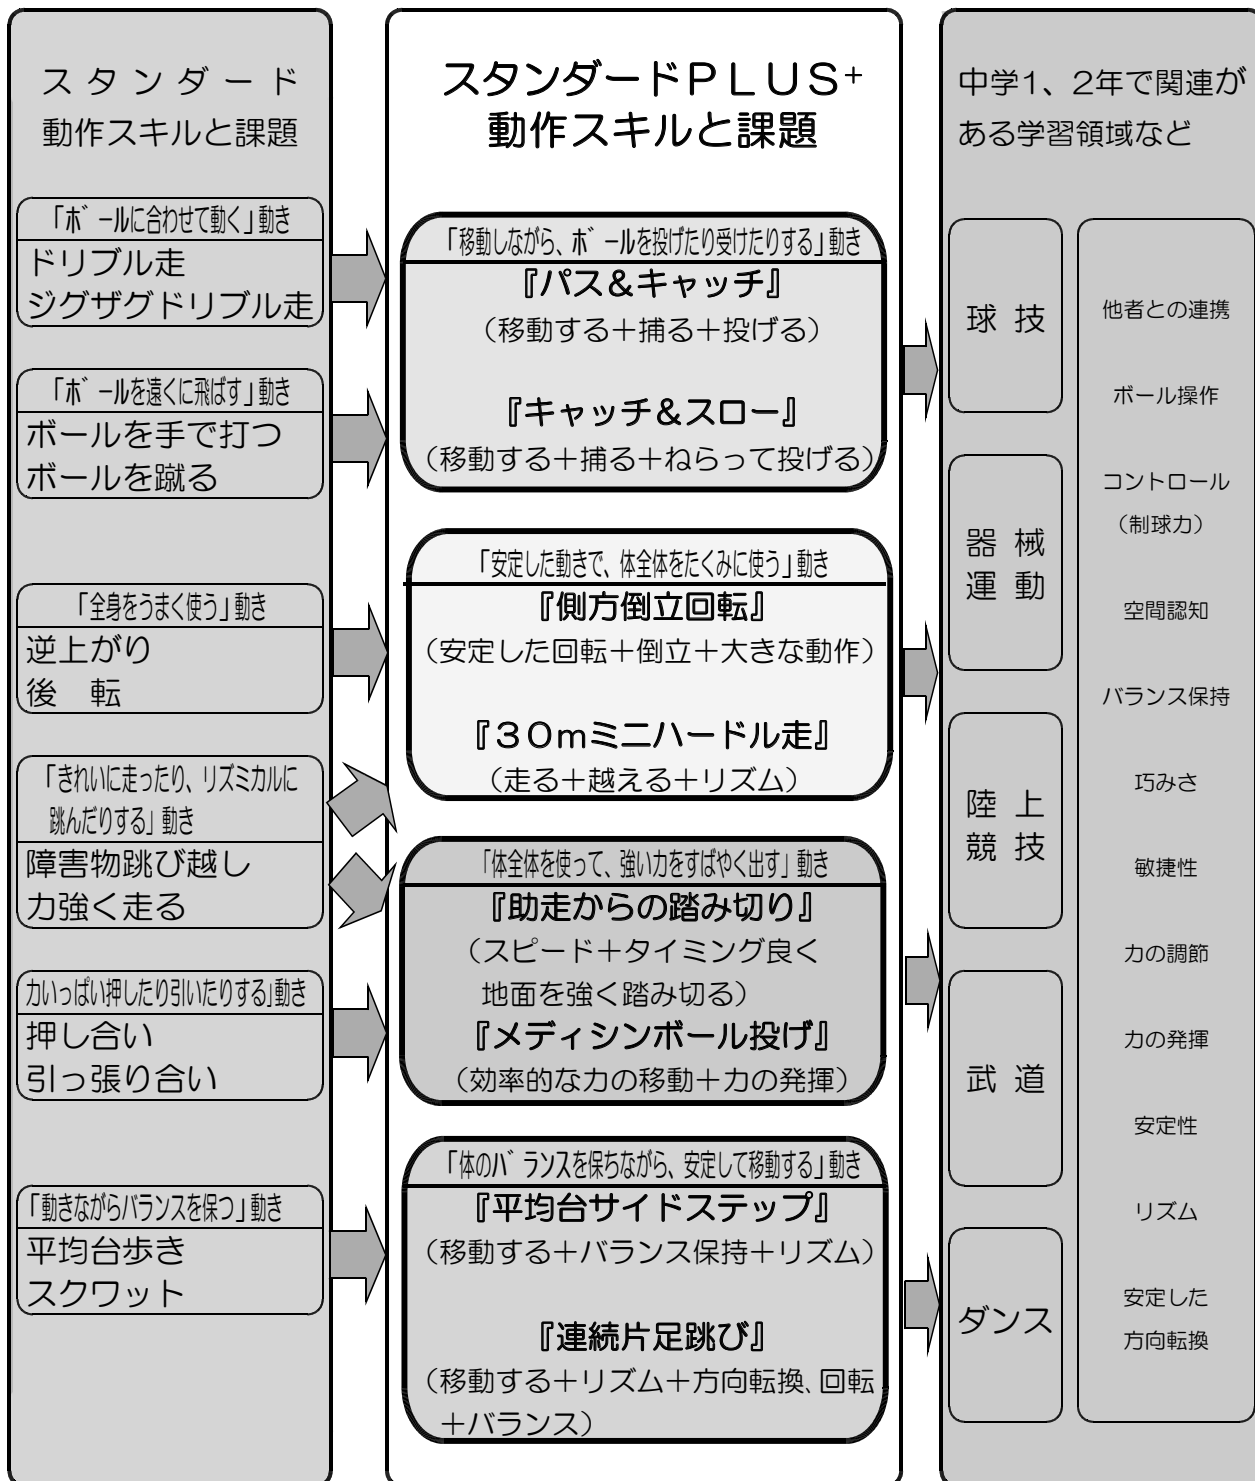 スタンダード
動作スキルと課題
「ボールに合わせて動く」動き
ドリブル走
ジグザグドリブル走
「ボールを遠くに飛ばす」動き
ボールを手で打つ
ボールを蹴る
「全身をうまく使う」動き
逆上がり
後　転
「きれいに走ったり、リズミカルに
跳んだりする」動き
障害物跳び越し
力強く走る
力いっぱい押したり引いたりする」動き
押し合い
引っ張り合い
「動きながらバランスを保つ」動き
平均台歩き
スクワット
スタンダードＰＬＵＳ⁺
動作スキルと課題
「移動しながら、ボールを投げたり受けたりする」動き
『パス＆キャッチ』
（移動する＋捕る＋投げる）
『キャッチ＆スロー』
（移動する＋捕る＋ねらって投げる）
「安定した動きで、体全体をたくみに使う」動き
『側方倒立回転』
（安定した回転＋倒立＋大きな動作）
『３０ｍミニハードル走』
（走る＋越える＋リズム）
「体全体を使って、強い力をすばやく出す」動き
『助走からの踏み切り』
（スピード＋タイミング良く
地面を強く踏み切る）
『メディシンボール投げ』
（効率的な力の移動＋力の発揮）
「体のバランスを保ちながら、安定して移動する」動き
『平均台サイドステップ』
（移動する＋バランス保持＋リズム）
『連続片足跳び』
（移動する＋リズム＋方向転換、回転
＋バランス）
中学1、2年で関連が
ある学習領域など
球 技
器 械
運 動
陸 上
競 技
武 道
ダンス
他者との連携
ボール操作
コントロール
（制球力）
空間認知
バランス保持
巧みさ
敏捷性
力の調節
力の発揮
安定性
リズム
安定した
方向転換